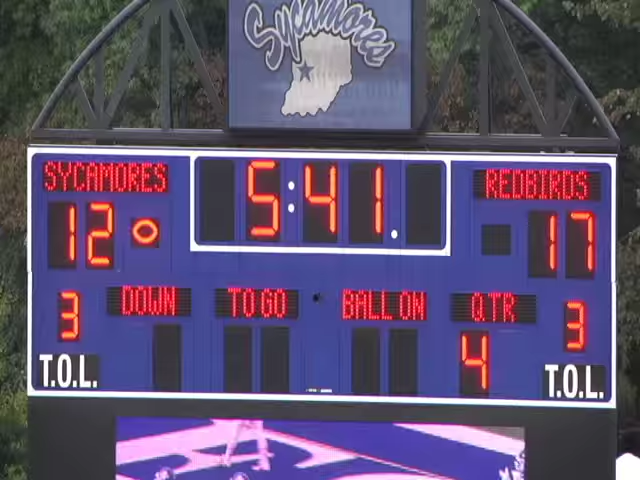 Sycamores
SYCAMORES 5:41. REDBIRDS
12 17
DOWN TO GO BALL ON QTR
3 4 3
T.O.L. T.O.L.